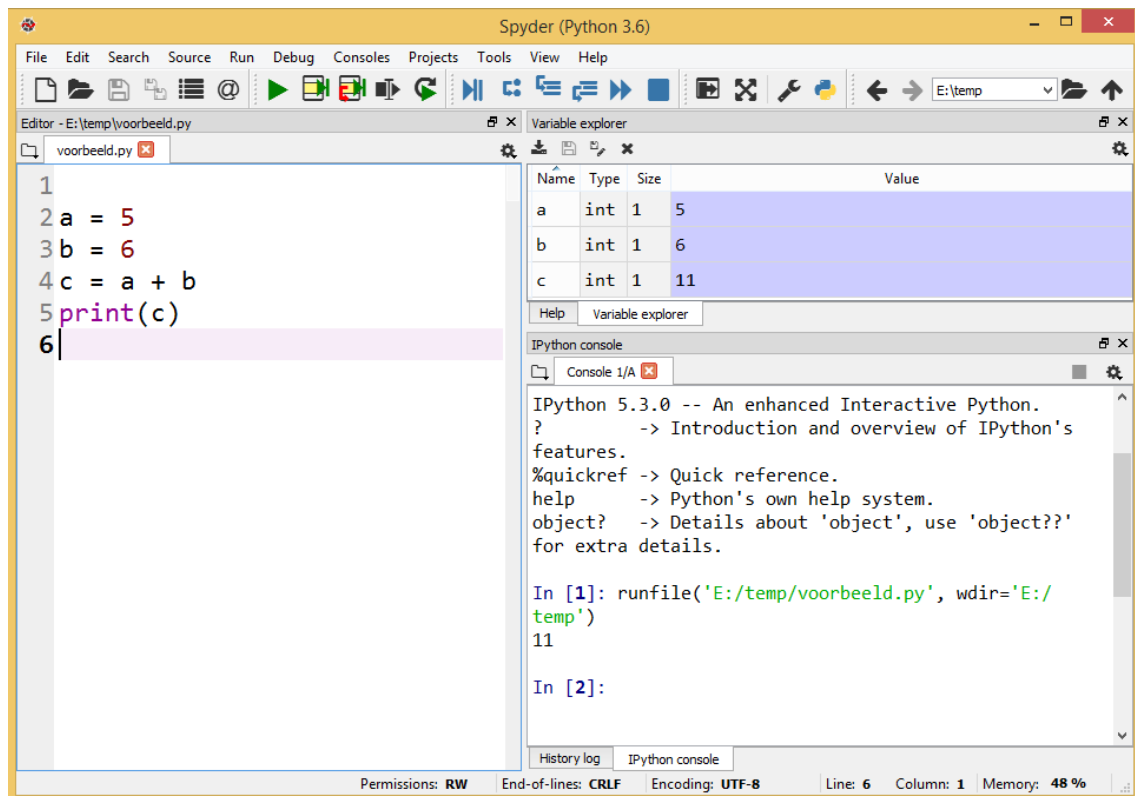 Spyder (Python 3.6)
File Edit Search Source Run Debug Consoles Projects Tools View Help
E:\temp
Editor - E:\temp\voorbeeld.py
voorbeeld.py
1
2 a = 5
3 b = 6
4 c = a + b
5 print(c)
6
Variable explorer
Name Type Size Value
a int 1 5
b int 1 6
c int 1 11
Help Variable explorer
IPython console
Console 1/A
IPython 5.3.0 -- An enhanced Interactive Python.
? -> Introduction and overview of IPython's
features.
%quickref -> Quick reference.
help -> Python's own help system.
object? -> Details about 'object', use 'object??'
for extra details.
In [1]: runfile('E:/temp/voorbeeld.py', wdir='E:/
temp')
11
In [2]:
History log IPython console
Permissions: RW End-of-lines: CRLF Encoding: UTF-8 Line: 6 Column: 1 Memory: 48 %